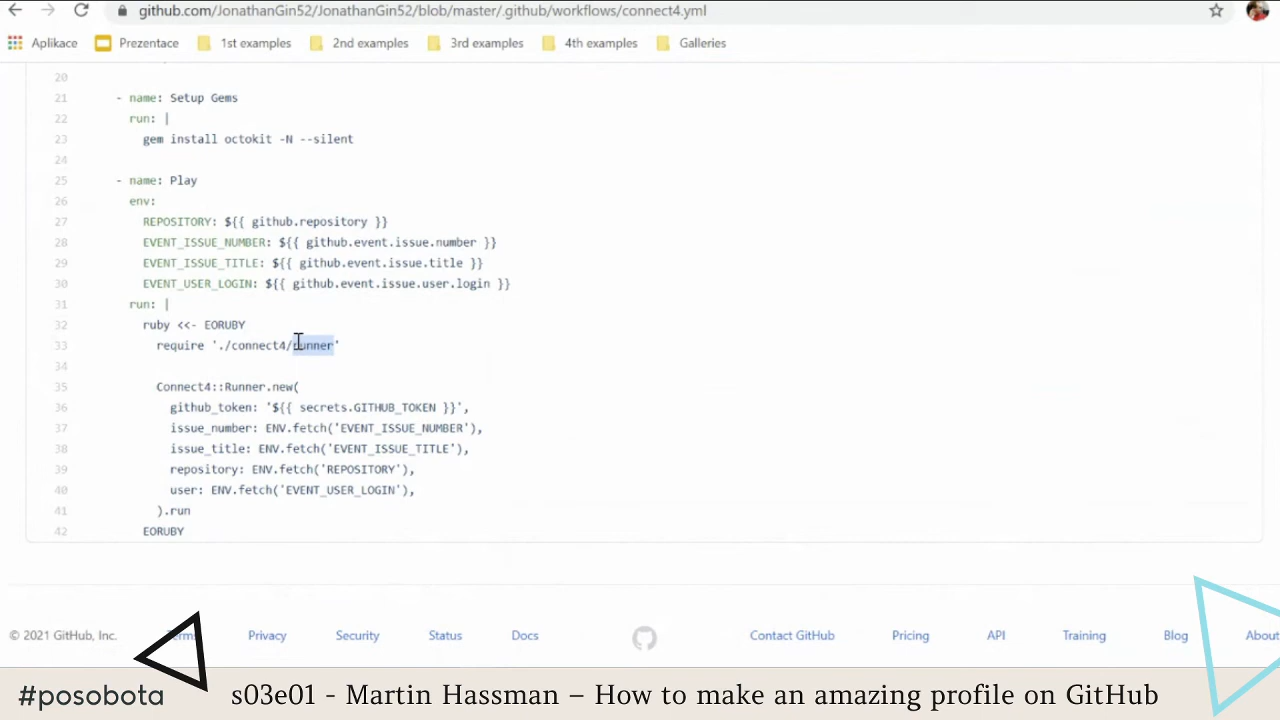 github.com/JonathanGin52/JonathanGin52/blob/master/.github/workflows/connect4.yml
Aplikace Prezentace 1st examples 2nd examples 3rd examples 4th examples Galleries
20
21 - name: Setup Gems
22 run: |
23 gem install octokit -N --silent
24
25 - name: Play
26 env:
27 REPOSITORY: ${{ github.repository }}
28 EVENT_ISSUE_NUMBER: ${{ github.event.issue.number }}
29 EVENT_ISSUE_TITLE: ${{ github.event.issue.title }}
30 EVENT_USER_LOGIN: ${{ github.event.issue.user.login }}
31 run: |
32 ruby <<- EORUBY
33 require './connect4/runner'
34
35 Connect4::Runner.new(
36 github_token: '${{ secrets.GITHUB_TOKEN }}',
37 issue_number: ENV.fetch('EVENT_ISSUE_NUMBER'),
38 issue_title: ENV.fetch('EVENT_ISSUE_TITLE'),
39 repository: ENV.fetch('REPOSITORY'),
40 user: ENV.fetch('EVENT_USER_LOGIN'),
41 ).run
42 EORUBY
© 2021 GitHub, Inc. Terms Privacy Security Status Docs Contact GitHub Pricing API Training Blog About
#posobota s03e01 - Martin Hassman – How to make an amazing profile on GitHub